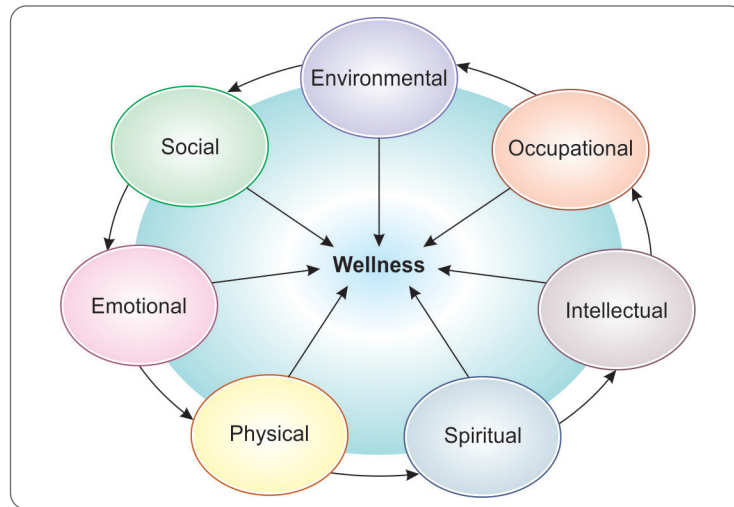 Environmental
Social
Occupational
Wellness
Emotional
Intellectual
Physical
Spiritual